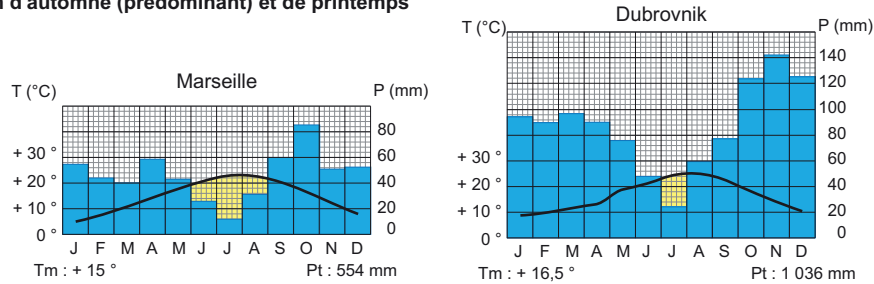 d'automne (prédominant) et de printemps
Marseille
T (°C)
P (mm)
80
+ 30 °
60
+ 20 °
40
+ 10 °
20
0 °
0
J F M A M J J A S O N D
Tm : + 15 °
Pt : 554 mm
Dubrovnik
T (°C)
P (mm)
140
120
100
80
+ 30 °
60
+ 20 °
40
+ 10 °
20
0 °
0
J F M A M J J A S O N D
Tm : + 16,5 °
Pt : 1 036 mm